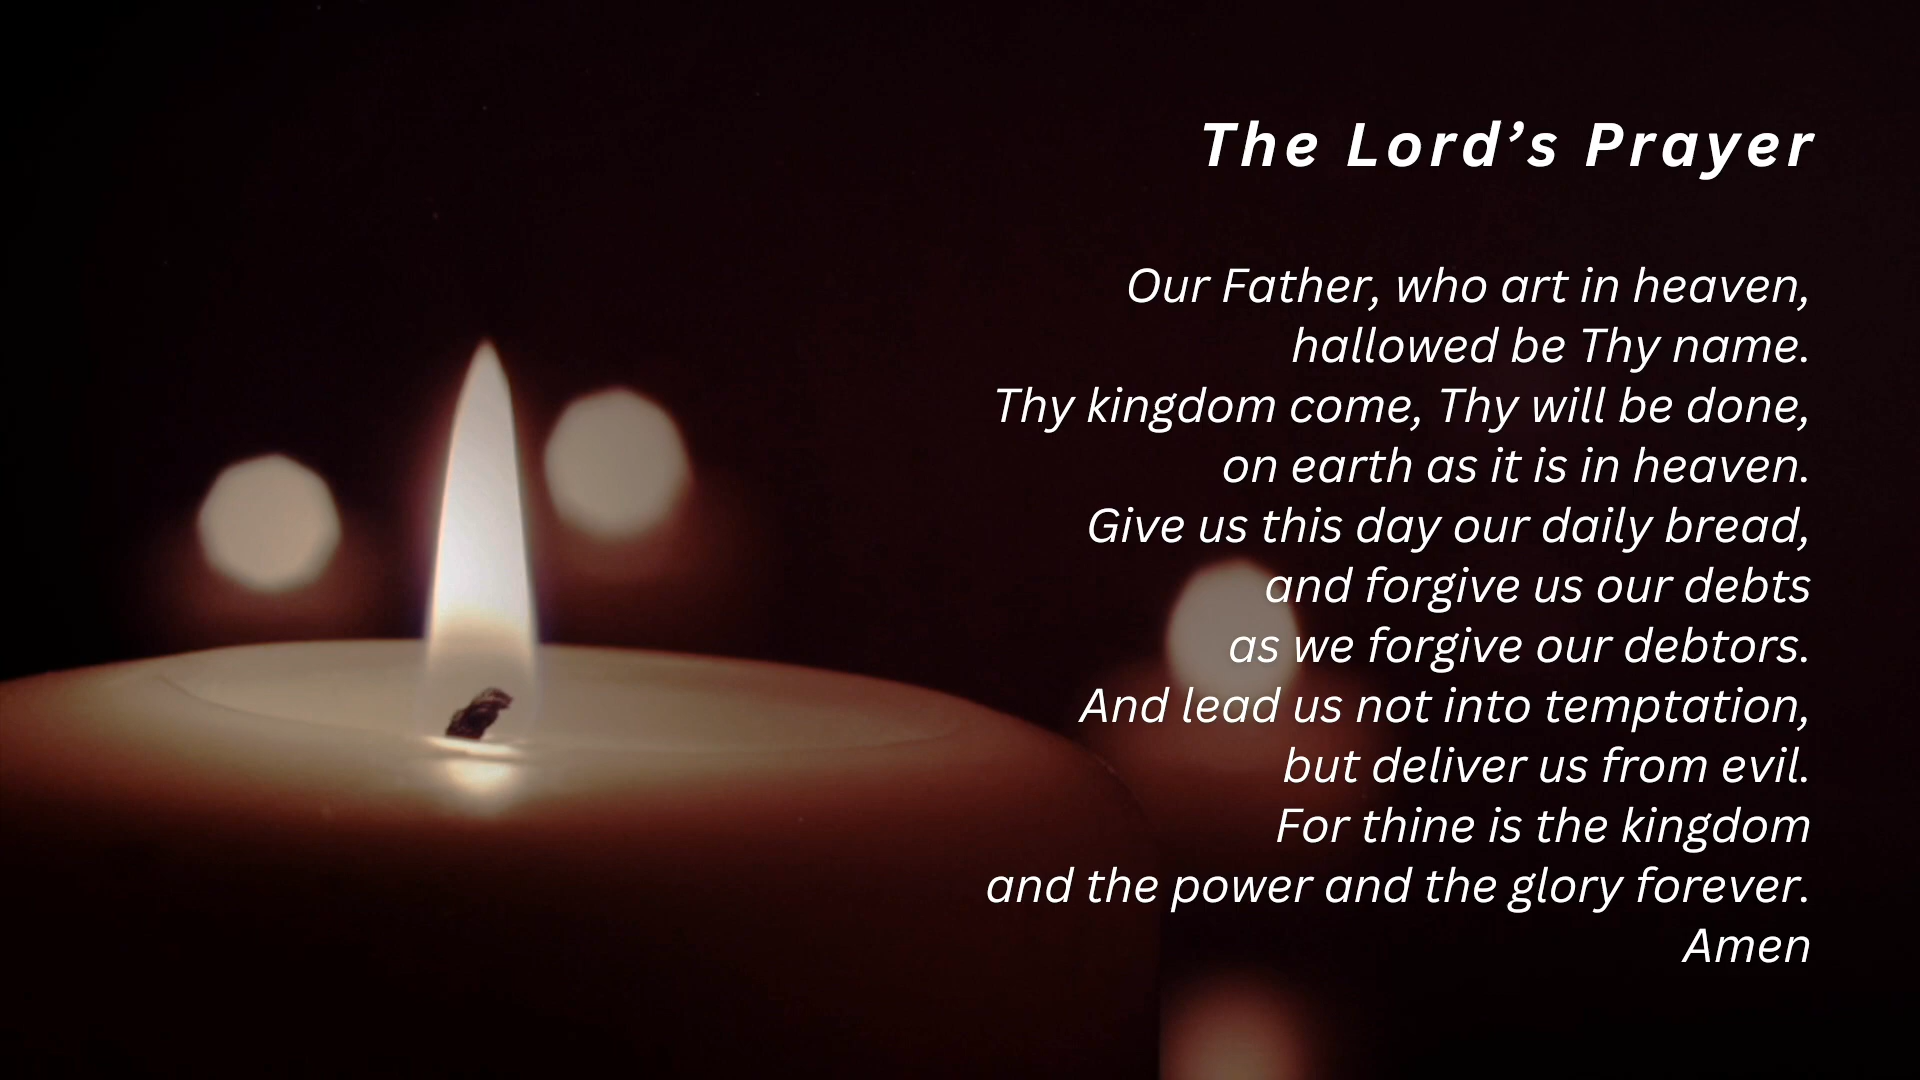 The Lord’s Prayer
Our Father, who art in heaven,
hallowed be Thy name.
Thy kingdom come, Thy will be done,
on earth as it is in heaven.
Give us this day our daily bread,
and forgive us our debts
as we forgive our debtors.
And lead us not into temptation,
but deliver us from evil.
For thine is the kingdom
and the power and the glory forever.
Amen